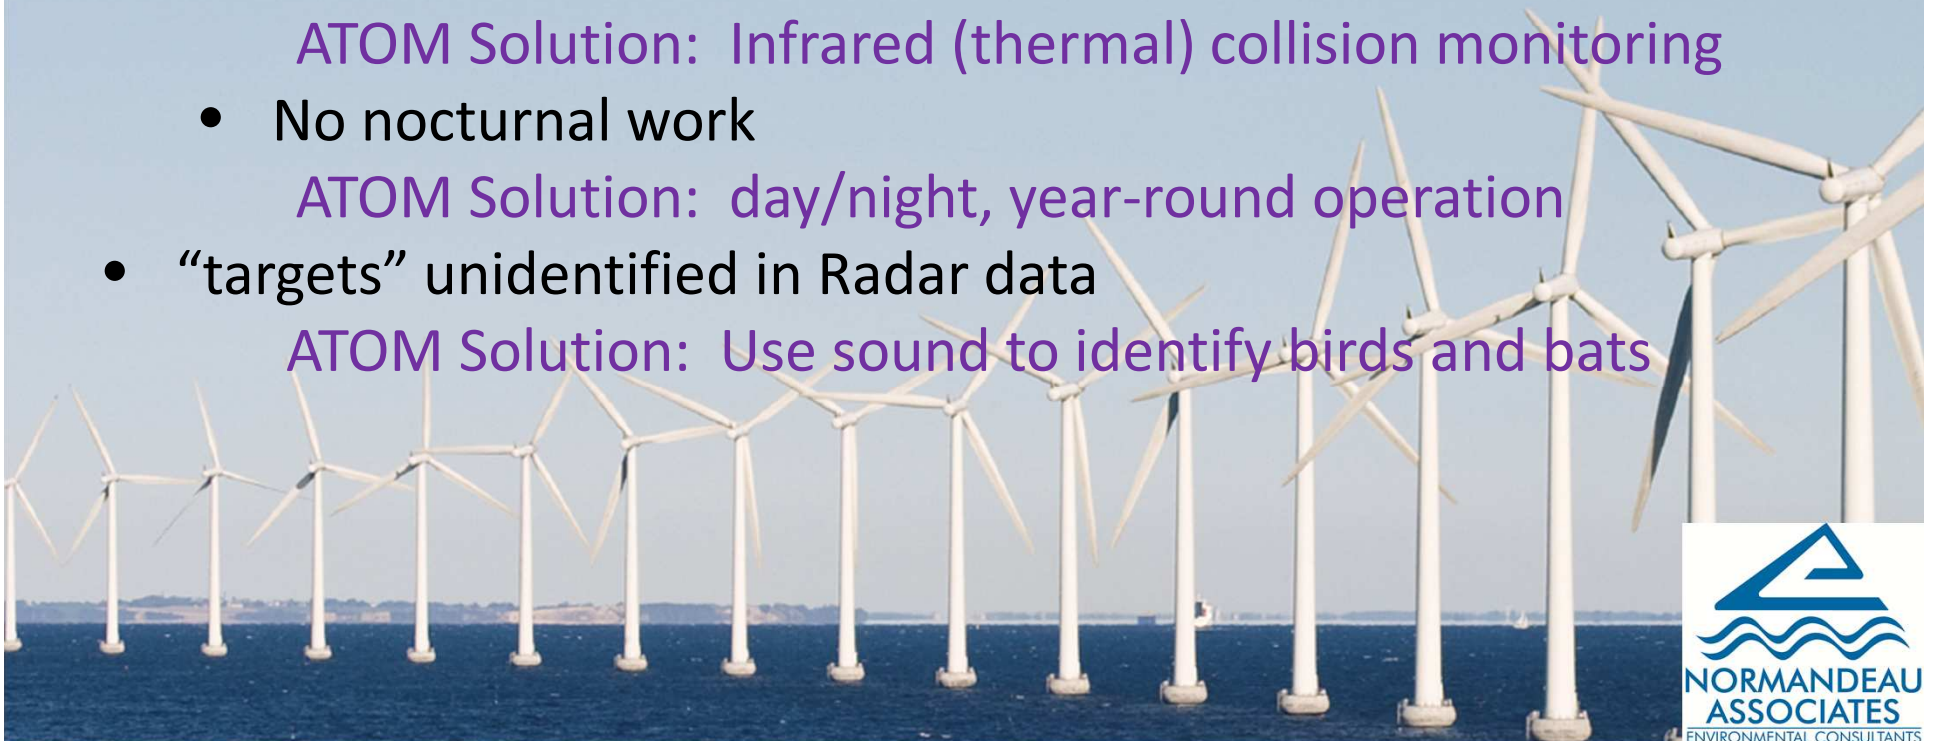 ATOM Solution: Infrared (thermal) collision monitoring
• No nocturnal work
ATOM Solution: day/night, year-round operation
• “targets” unidentified in Radar data
ATOM Solution: Use sound to identify birds and bats
NORMANDEAU
ASSOCIATES
ENVIRONMENTAL CONSULTANTS